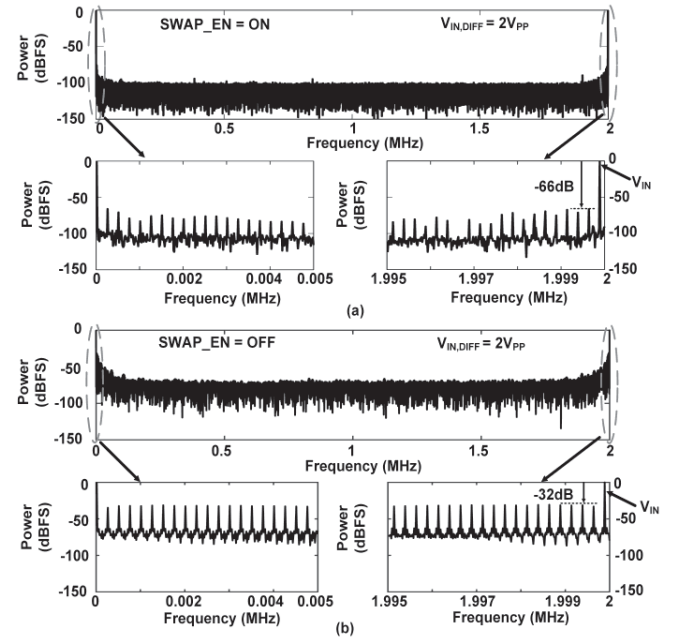 0
-50
-100
-150
Power
(dBFS)
SWAP_EN = ON
V_IN,DIFF = 2V_PP
0 0.5 1 1.5 2
Frequency (MHz)
0
-50
-100
-150
Power
(dBFS)
0 0.002 0.004 0.005
Frequency (MHz)
Power
(dBFS)
-66dB
0
-50
-100
-150
V_IN
1.995 1.997 1.999 2
Frequency (MHz)
(a)
0
-50
-100
-150
Power
(dBFS)
SWAP_EN = OFF
V_IN,DIFF = 2V_PP
0 0.5 1 1.5 2
Frequency (MHz)
0
-50
-100
-150
Power
(dBFS)
0 0.002 0.004 0.005
Frequency (MHz)
Power
(dBFS)
-32dB
0
-50
-100
-150
V_IN
1.995 1.997 1.999 2
Frequency (MHz)
(b)